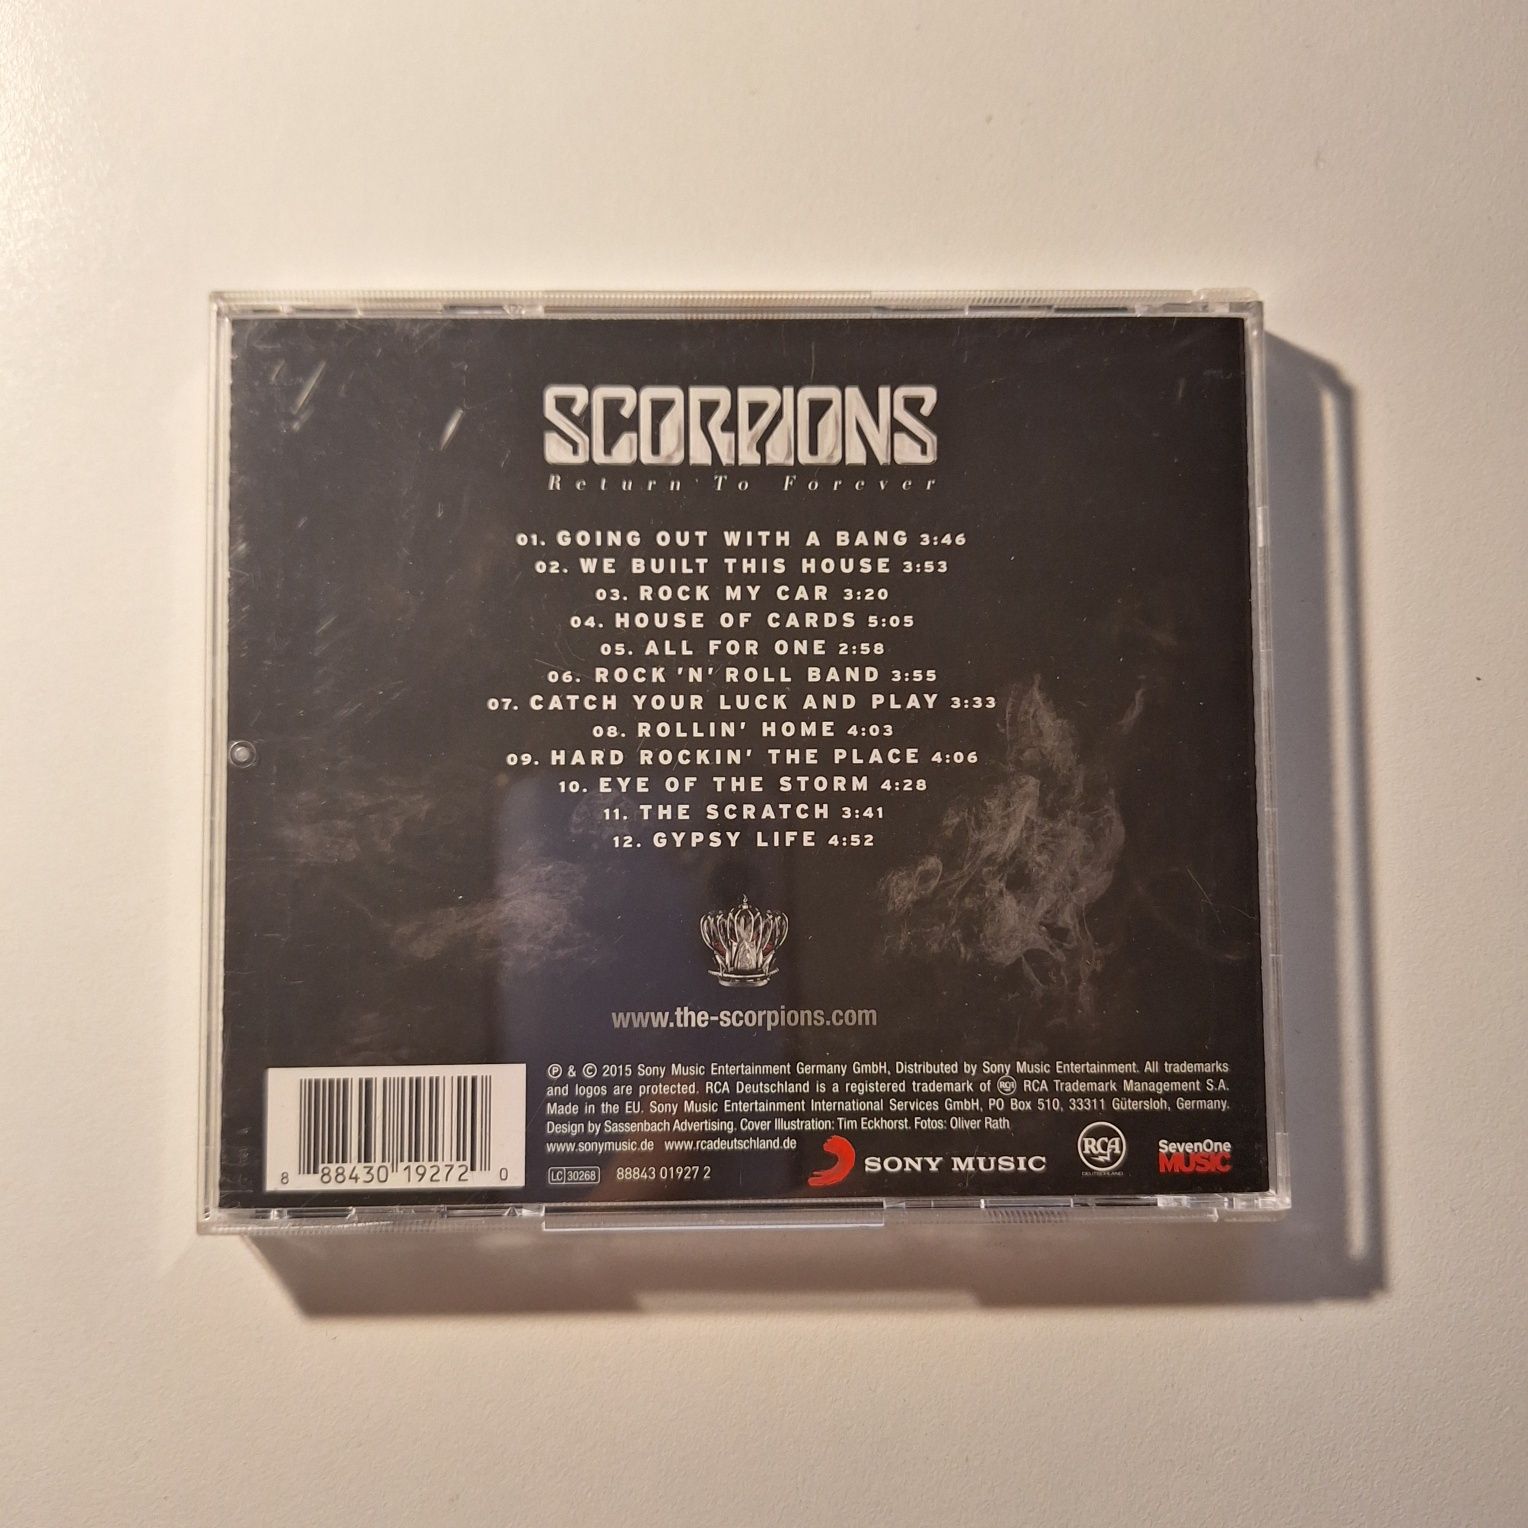 SCORPIONS
Return To Forever
01. GOING OUT WITH A BANG 3:46
02. WE BUILT THIS HOUSE 3:53
03. ROCK MY CAR 3:20
04. HOUSE OF CARDS 5:05
05. ALL FOR ONE 2:58
06. ROCK 'N' ROLL BAND 3:55
07. CATCH YOUR LUCK AND PLAY 3:33
08. ROLLIN' HOME 4:03
09. HARD ROCKIN' THE PLACE 4:06
10. EYE OF THE STORM 4:28
11. THE SCRATCH 3:41
12. GYPSY LIFE 4:52
www.the-scorpions.com
℗ & © 2015 Sony Music Entertainment Germany GmbH, Distributed by Sony Music Entertainment. All trademarks
and logos are protected. RCA Deutschland is a registered trademark of RCA RCA Trademark Management S.A.
Made in the EU. Sony Music Entertainment International Services GmbH, PO Box 510, 33311 Gütersloh, Germany.
Design by Sassenbach Advertising. Cover Illustration: Tim Eckhorst. Fotos: Oliver Rath
www.sonymusic.de www.rcadeutschland.de
LC 30268 88843 01927 2
SONY MUSIC
RCA
DEUTSCHLAND
SevenOne
MUSIC
8 88430 19272 0